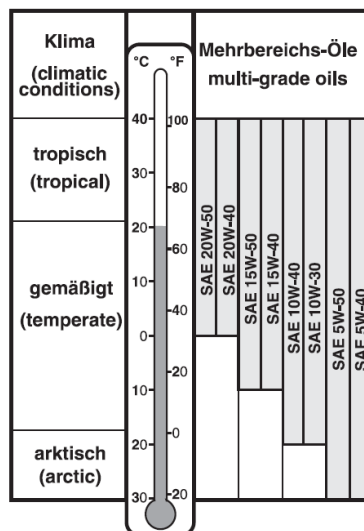 Klima
(climatic
conditions)
°C °F
Mehrbereichs-Öle
multi-grade oils
tropisch
(tropical)
gemäßigt
(temperate)
arktisch
(arctic)
40
30
20
10
0
10
20
30
100
80
60
40
20
0
20
SAE 20W-50
SAE 20W-40
SAE 15W-50
SAE 15W-40
SAE 10W-40
SAE 10W-30
SAE 5W-50
SAE 5W-40